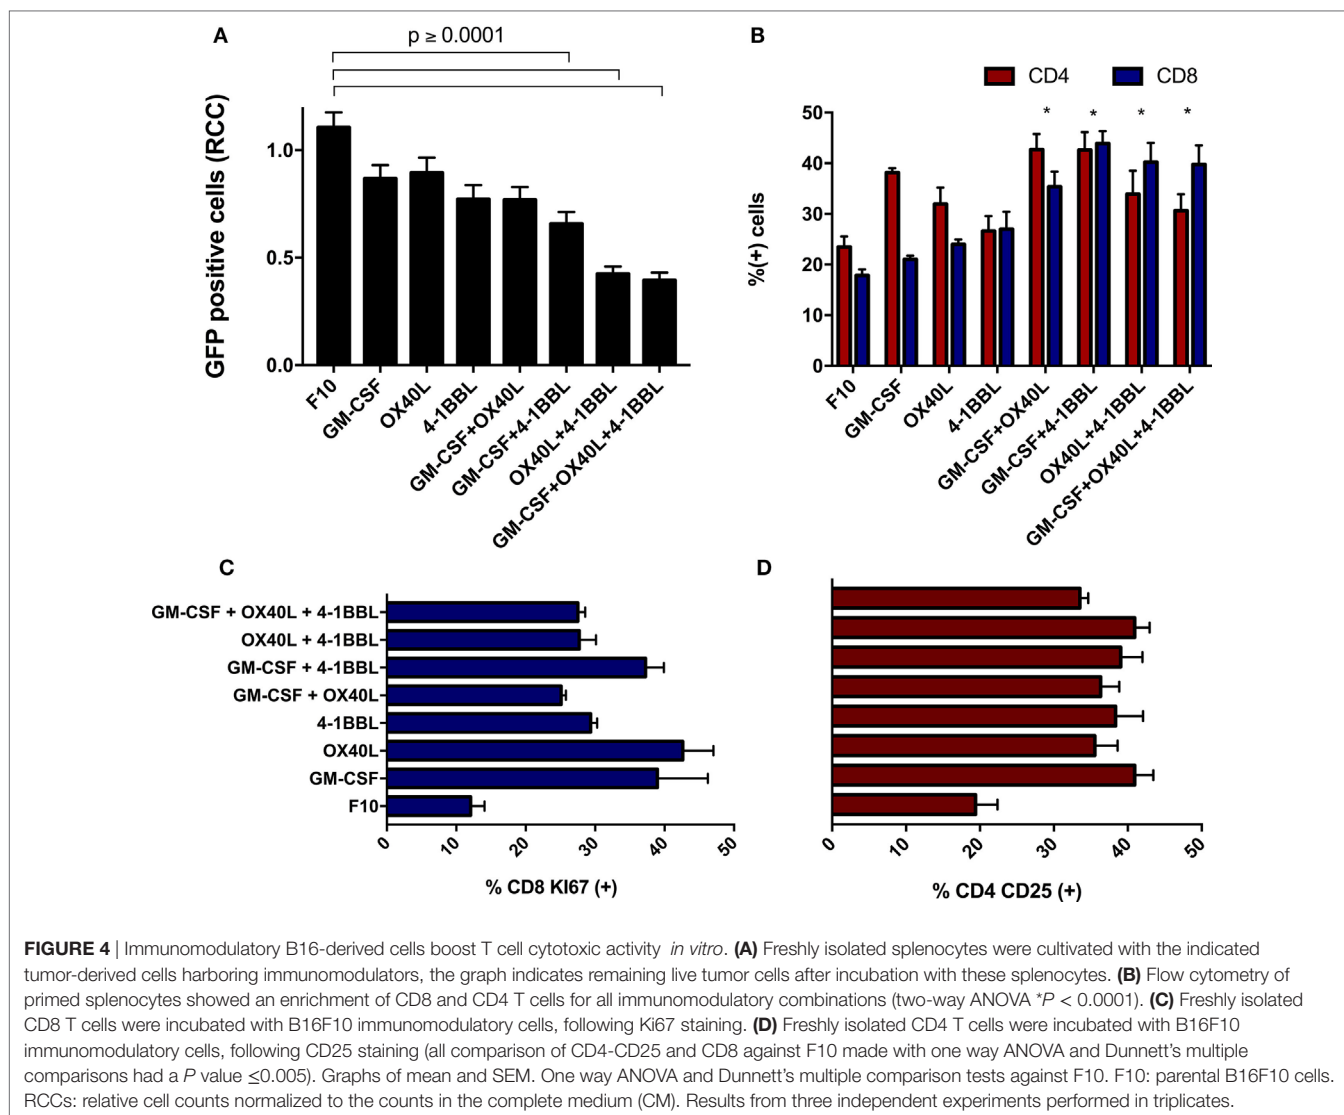 A
p ≥ 0.0001
GFP positive cells (RCC)
1.0
0.5
0.0
F10
GM-CSF
OX40L
4-1BBL
GM-CSF+OX40L
GM-CSF+4-1BBL
OX40L+4-1BBL
GM-CSF+OX40L+4-1BBL
B
CD4
CD8
* * * *
%(+) cells
50
40
30
20
10
0
F10
GM-CSF
OX40L
4-1BBL
GM-CSF+OX40L
GM-CSF+4-1BBL
OX40L+4-1BBL
GM-CSF+OX40L+4-1BBL
C
GM-CSF + OX40L + 4-1BBL
OX40L + 4-1BBL
GM-CSF + 4-1BBL
GM-CSF + OX40L
4-1BBL
OX40L
GM-CSF
F10
0 10 20 30 40 50
% CD8 KI67 (+)
D
0 10 20 30 40 50
% CD4 CD25 (+)
FIGURE 4 | Immunomodulatory B16-derived cells boost T cell cytotoxic activity in vitro. (A) Freshly isolated splenocytes were cultivated with the indicated
tumor-derived cells harboring immunomodulators, the graph indicates remaining live tumor cells after incubation with these splenocytes. (B) Flow cytometry of
primed splenocytes showed an enrichment of CD8 and CD4 T cells for all immunomodulatory combinations (two-way ANOVA *P < 0.0001). (C) Freshly isolated
CD8 T cells were incubated with B16F10 immunomodulatory cells, following Ki67 staining. (D) Freshly isolated CD4 T cells were incubated with B16F10
immunomodulatory cells, following CD25 staining (all comparison of CD4-CD25 and CD8 against F10 made with one way ANOVA and Dunnett's multiple
comparisons had a P value ≤0.005). Graphs of mean and SEM. One way ANOVA and Dunnett's multiple comparison tests against F10. F10: parental B16F10 cells.
RCCs: relative cell counts normalized to the counts in the complete medium (CM). Results from three independent experiments performed in triplicates.